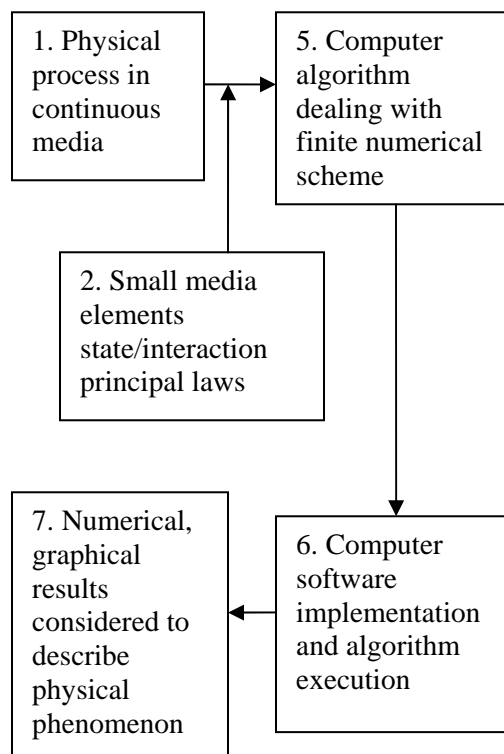 1. Physical
process in
continuous
media
5. Computer
algorithm
dealing with
finite numerical
scheme
2. Small media
elements
state/interaction
principal laws
7. Numerical,
graphical
results
considered to
describe
physical
phenomenon
6. Computer
software
implementation
and algorithm
execution